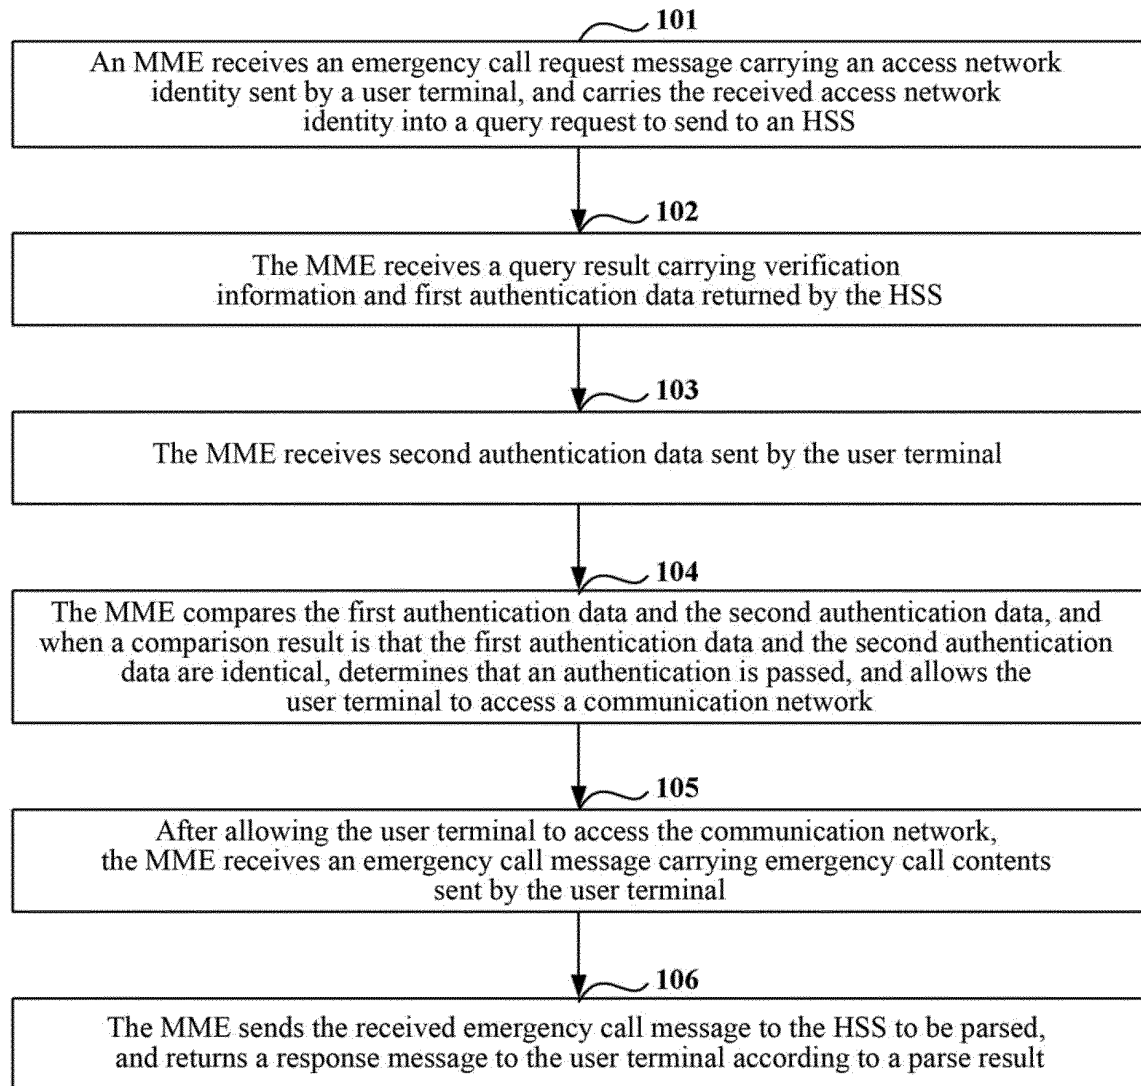 101
An MME receives an emergency call request message carrying an access network
identity sent by a user terminal, and carries the received access network
identity into a query request to send to an HSS
102
The MME receives a query result carrying verification
information and first authentication data returned by the HSS
103
The MME receives second authentication data sent by the user terminal
104
The MME compares the first authentication data and the second authentication data, and
when a comparison result is that the first authentication data and the second authentication
data are identical, determines that an authentication is passed, and allows the
user terminal to access a communication network
105
After allowing the user terminal to access the communication network,
the MME receives an emergency call message carrying emergency call contents
sent by the user terminal
106
The MME sends the received emergency call message to the HSS to be parsed,
and returns a response message to the user terminal according to a parse result